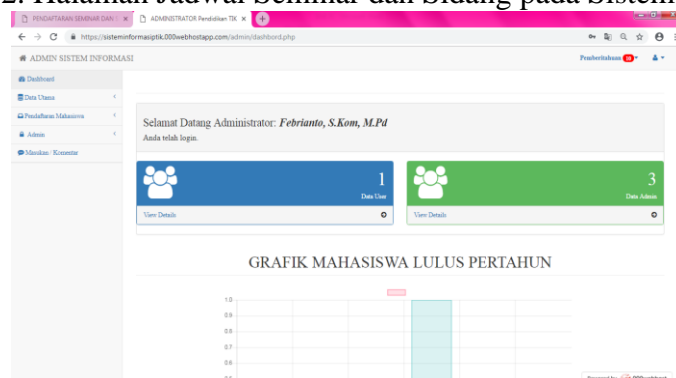 2. Halaman Jadwal Seminar dan Sidang pada Sistem
PENDAFTARAN SEMINAR DAN S
ADMINISTRATOR Pendidikan TIK
https://sisteminformasiptik.000webhostapp.com/admin/dashbord.php
ADMIN SISTEM INFORMASI
Pemberitahuan 10
Dashboard
Data Utama
Pendaftaran Mahasiswa
Admin
Masukan / Komentar
Selamat Datang Administrator: Febrianto, S.Kom, M.Pd
Anda telah login.
1
Data User
View Details
3
Data Admin
View Details
GRAFIK MAHASISWA LULUS PERTAHUN
1.0
0.9
0.8
0.7
0.6
0.5